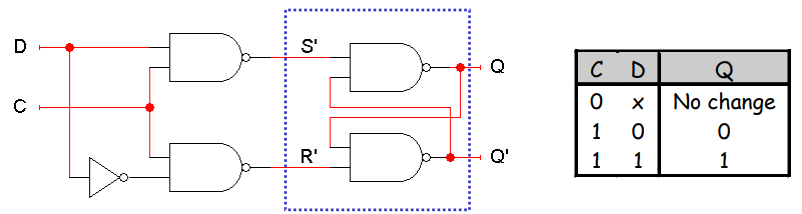 D
C
S'
R'
Q
Q'
C D Q
0 x No change
1 0 0
1 1 1